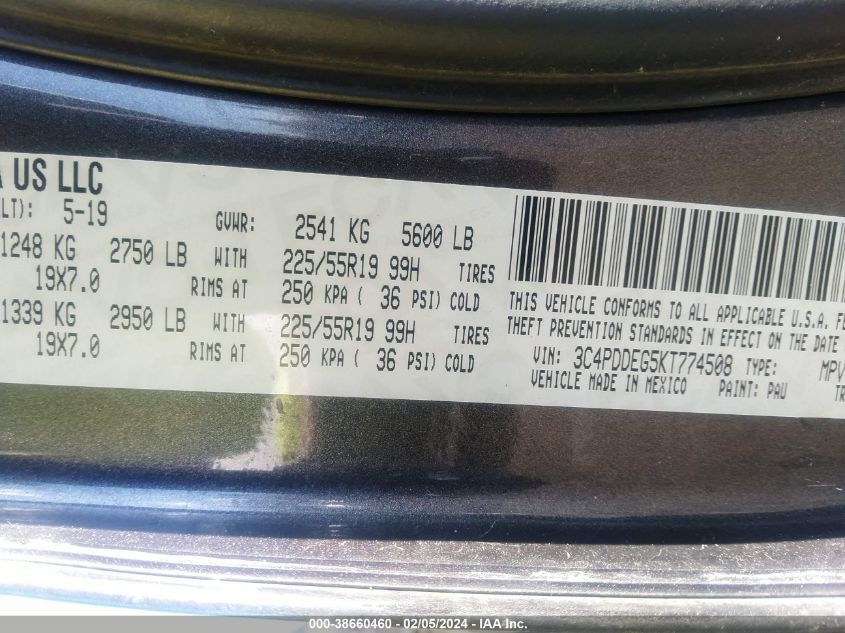 A US LLC
LT): 5-19 GVWR: 2541 KG 5600 LB
1248 KG 2750 LB WITH 225/55R19 99H TIRES
19X7.0 RIMS AT 250 KPA ( 36 PSI) COLD
1339 KG 2950 LB WITH 225/55R19 99H TIRES
19X7.0 RIMS AT 250 KPA ( 36 PSI) COLD
THIS VEHICLE CONFORMS TO ALL APPLICABLE U.S.A. FE
THEFT PREVENTION STANDARDS IN EFFECT ON THE DATE
VIN: 3C4PDDEG5KT774508 TYPE: MPV
VEHICLE MADE IN MEXICO PAINT: PAU TR
000-38660460 - 02/05/2024 - IAA Inc.